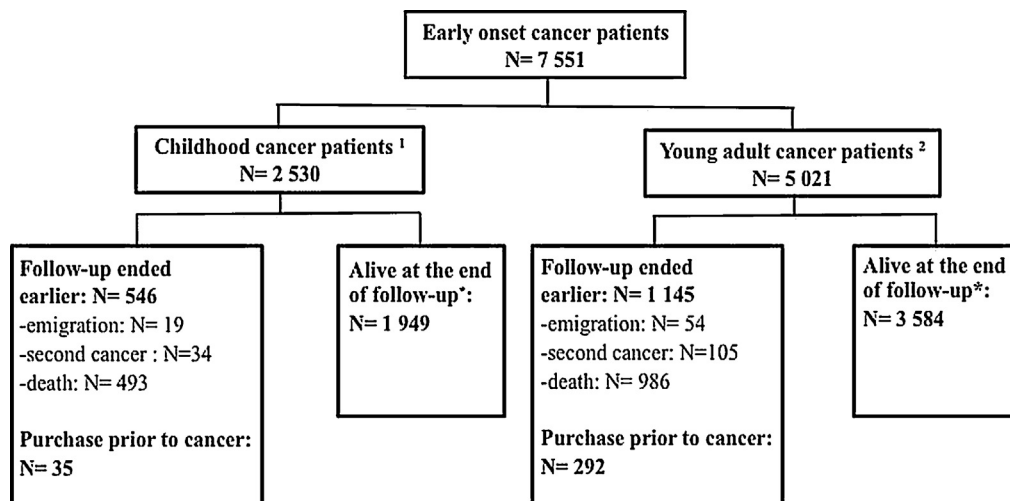 Early onset cancer patients
N= 7 551
Childhood cancer patients ¹
N= 2 530
Young adult cancer patients ²
N= 5 021
Follow-up ended
earlier: N= 546
-emigration: N= 19
-second cancer : N=34
-death: N= 493
Purchase prior to cancer:
N= 35
Alive at the end
of follow-up*:
N= 1 949
Follow-up ended
earlier: N= 1 145
-emigration: N= 54
-second cancer: N=105
-death: N= 986
Purchase prior to cancer:
N= 292
Alive at the end
of follow-up*:
N= 3 584